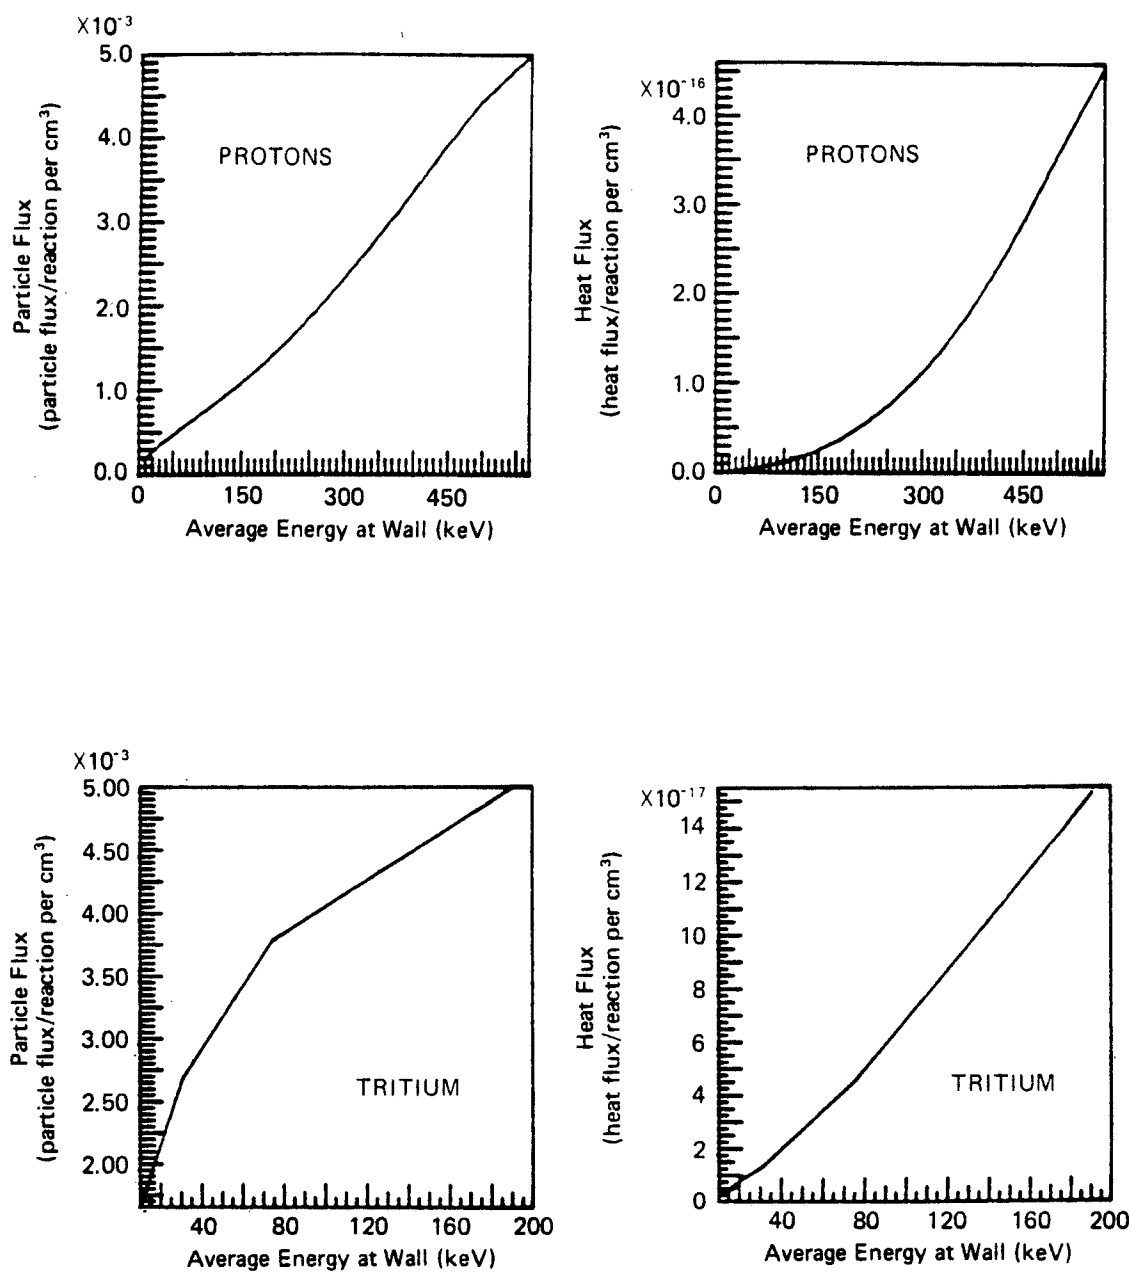 X10⁻³
5.0
4.0
3.0
2.0
1.0
0.0
Particle Flux
(particle flux/reaction per cm³)
PROTONS
0 150 300 450
Average Energy at Wall (keV)
X10⁻¹⁶
4.0
3.0
2.0
1.0
0.0
Heat Flux
(heat flux/reaction per cm³)
PROTONS
0 150 300 450
Average Energy at Wall (keV)
X10⁻³
5.00
4.50
4.00
3.50
3.00
2.50
2.00
Particle Flux
(particle flux/reaction per cm³)
TRITIUM
40 80 120 160 200
Average Energy at Wall (keV)
X10⁻¹⁷
14
12
10
8
6
4
2
0
Heat Flux
(heat flux/reaction per cm³)
TRITIUM
40 80 120 160 200
Average Energy at Wall (keV)